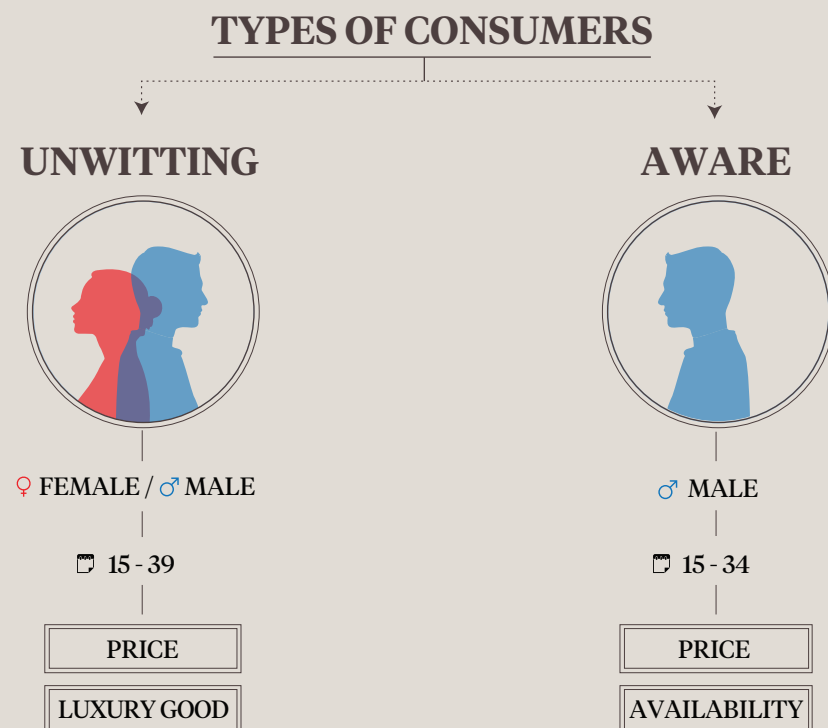 TYPES OF CONSUMERS
UNWITTING
AWARE
♀ FEMALE / ♂ MALE
♂ MALE
15 - 39
15 - 34
PRICE
PRICE
LUXURY GOOD
AVAILABILITY